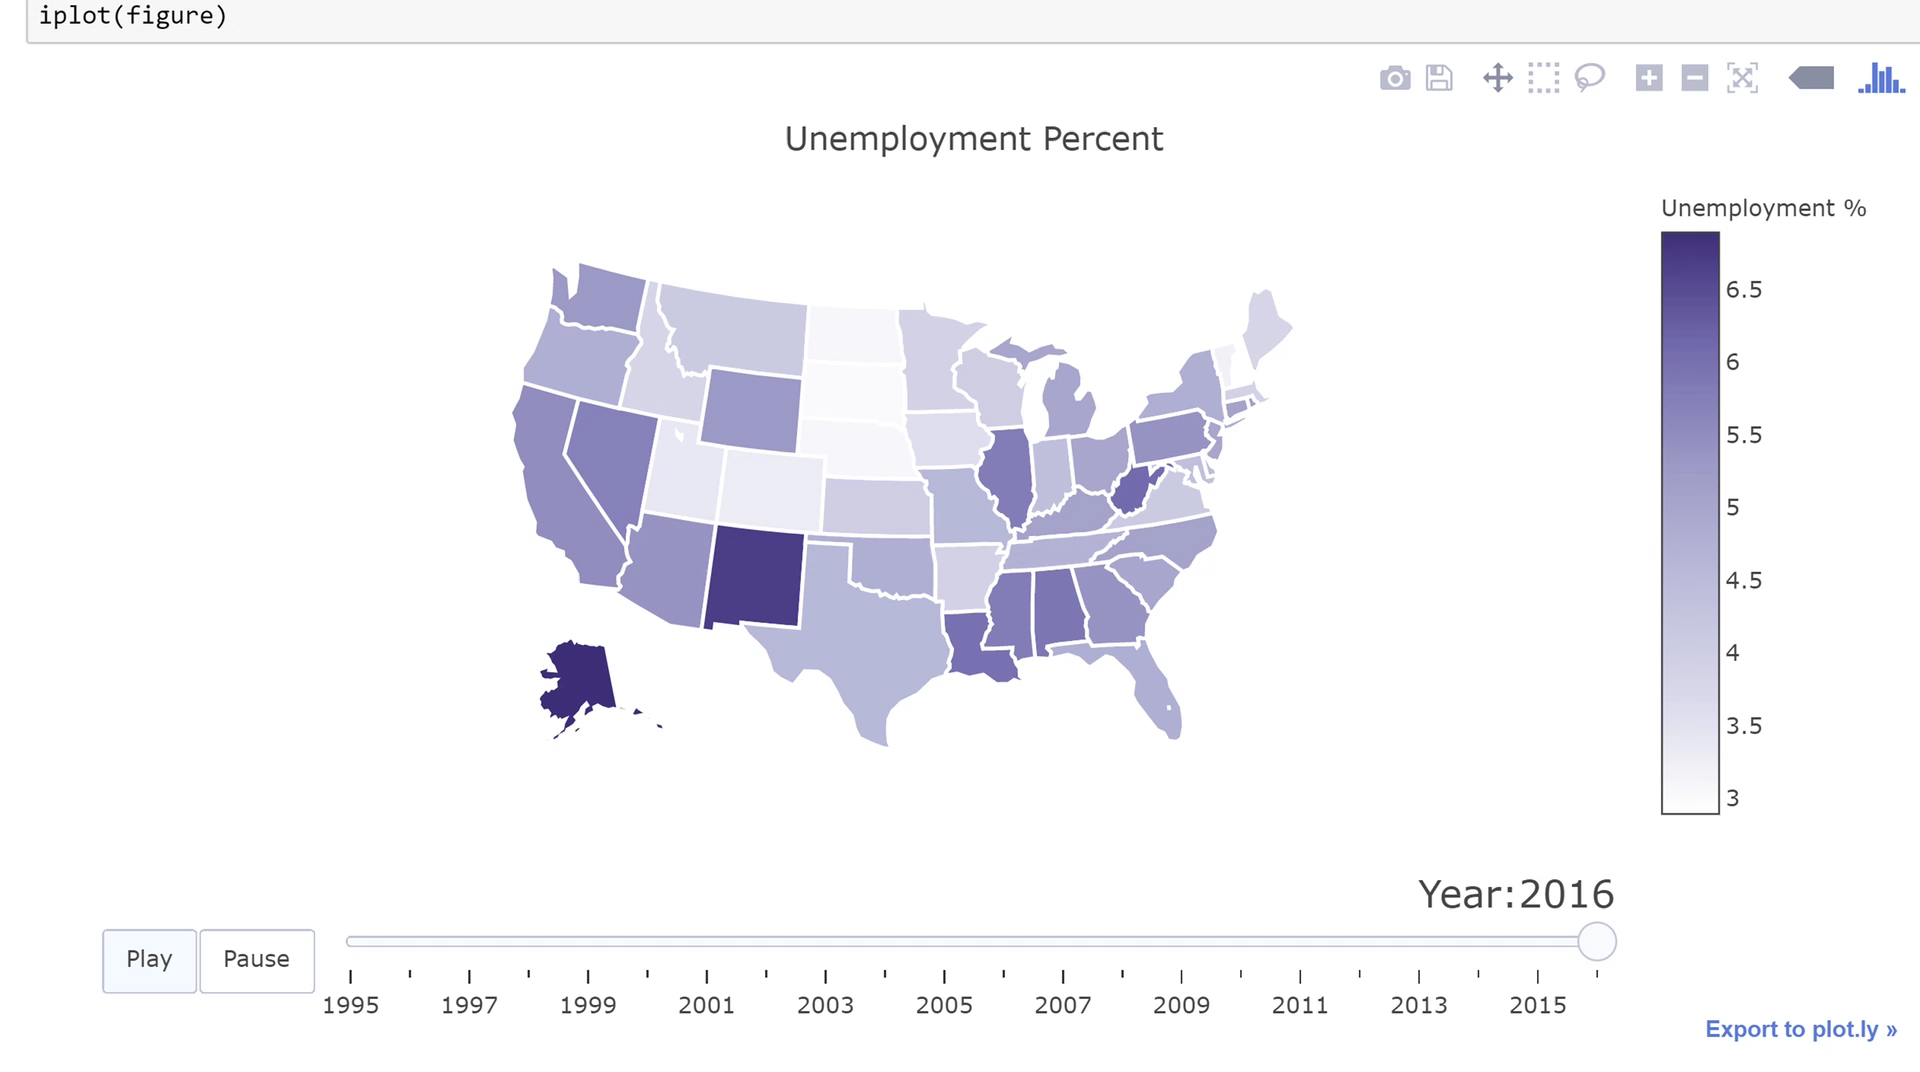 iplot(figure)
Unemployment Percent
Unemployment %
6.5
6
5.5
5
4.5
4
3.5
3
Year:2016
Play Pause
1995 1997 1999 2001 2003 2005 2007 2009 2011 2013 2015
Export to plot.ly »